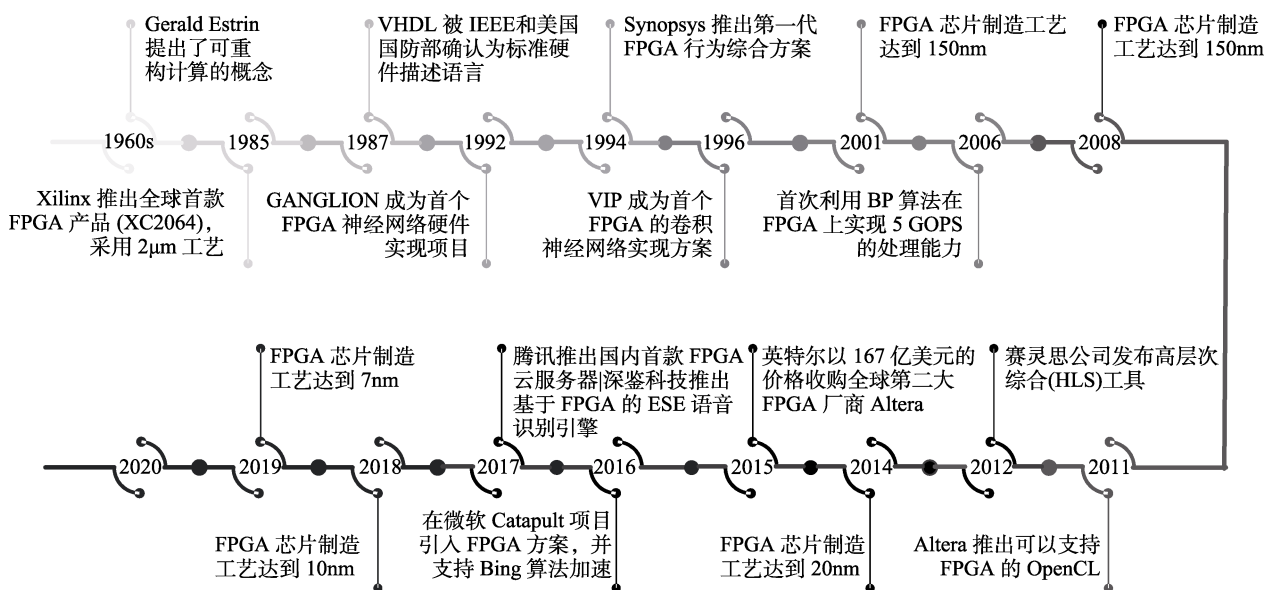 Gerald Estrin
提出了可重
构计算的概念
VHDL 被 IEEE和美国
国防部确认为标准硬
件描述语言
Synopsys 推出第一代
FPGA 行为综合方案
FPGA 芯片制造工艺
达到 150nm
FPGA 芯片制造
工艺达到 150nm
1960s
1985
1987
1992
1994
1996
2001
2006
2008
Xilinx 推出全球首款
FPGA 产品 (XC2064),
采用 2μm 工艺
GANGLION 成为首个
FPGA 神经网络硬件
实现项目
VIP 成为首个
FPGA 的卷积
神经网络实现方案
首次利用 BP 算法在
FPGA 上实现 5 GOPS
的处理能力
FPGA 芯片制造
工艺达到 7nm
腾讯推出国内首款 FPGA
云服务器|深鉴科技推出
基于 FPGA 的 ESE 语音
识别引擎
英特尔以 167 亿美元的
价格收购全球第二大
FPGA 厂商 Altera
赛灵思公司发布高层次
综合(HLS)工具
2020
2019
2018
2017
2016
2015
2014
2012
2011
FPGA 芯片制造
工艺达到 10nm
在微软 Catapult 项目
引入 FPGA 方案，并
支持 Bing 算法加速
FPGA 芯片制造
工艺达到 20nm
Altera 推出可以支持
FPGA 的 OpenCL